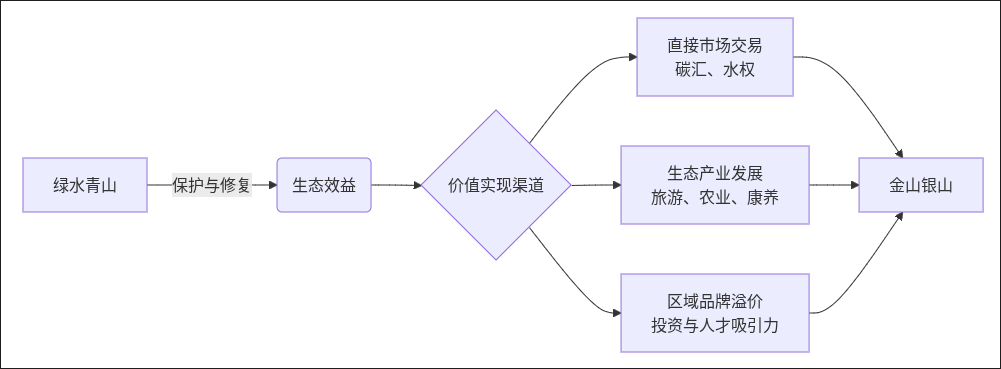 绿水青山
保护与修复
生态效益
价值实现渠道
直接市场交易
碳汇、水权
生态产业发展
旅游、农业、康养
区域品牌溢价
投资与人才吸引力
金山银山